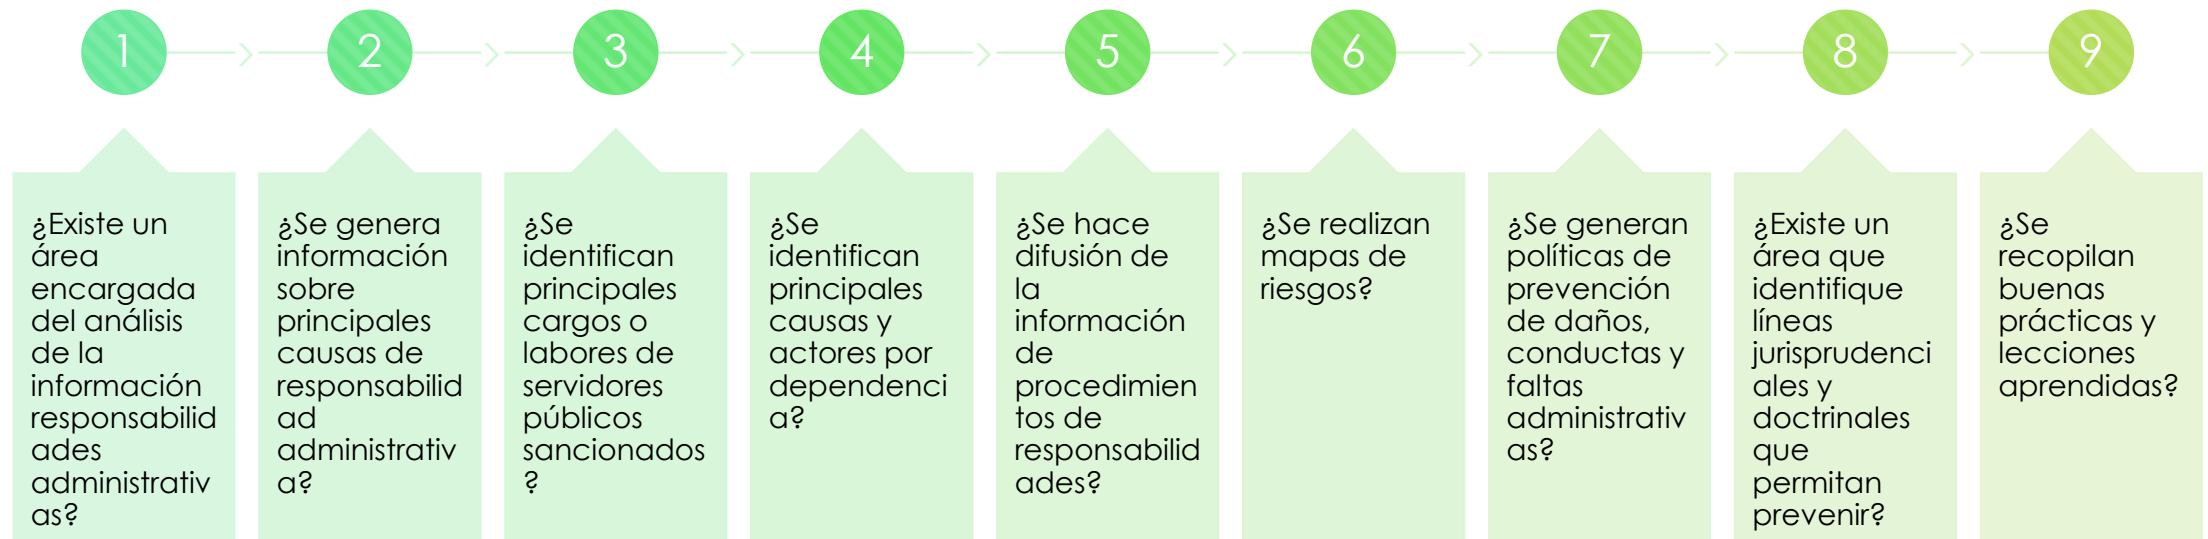 1
2
3
4
5
6
7
8
9
¿Existe un
área
encargada
del análisis
de la
información
responsabilid
ades
administrativ
as?
¿Se genera
información
sobre
principales
causas de
responsabilid
ad
administrativ
a?
¿Se
identifican
principales
cargos o
labores de
servidores
públicos
sancionados
?
¿Se
identifican
principales
causas y
actores por
dependenci
a?
¿Se hace
difusión de
la
información
de
procedimien
tos de
responsabilid
ades?
¿Se realizan
mapas de
riesgos?
¿Se generan
políticas de
prevención
de daños,
conductas y
faltas
administrativ
as?
¿Existe un
área que
identifique
líneas
jurisprudenci
ales y
doctrinales
que
permitan
prevenir?
¿Se
recopilan
buenas
prácticas y
lecciones
aprendidas?